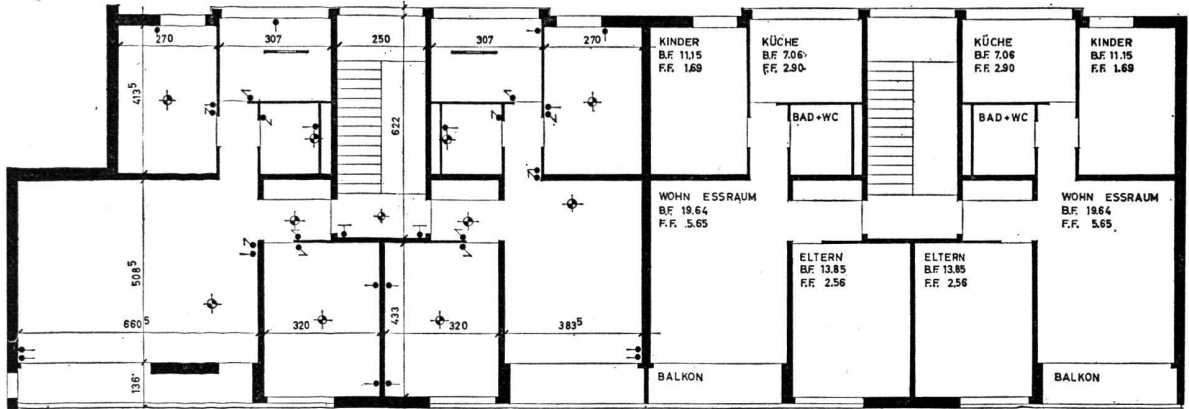 270 307 250 307 270
413⁵
622
508⁵
660⁵ 320 433 320 383⁵
136
KINDER
B.F. 11.15
F.F. 1.69
KÜCHE
B.F. 7.06
F.F. 2.90
KÜCHE
B.F. 7.06
F.F. 2.90
KINDER
B.F. 11.15
F.F. 1.69
BAD+WC
BAD+WC
WOHN ESSRAUM
B.F. 19.64
F.F. 5.65
WOHN ESSRAUM
B.F. 19.64
F.F. 5.65
ELTERN
B.F. 13.85
F.F. 2.56
ELTERN
B.F. 13.85
F.F. 2.56
BALKON
BALKON